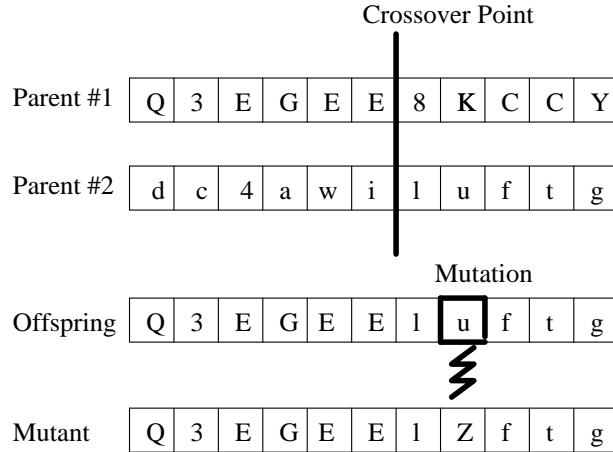 Crossover Point
Parent #1 Q 3 E G E E 8 K C C Y
Parent #2 d c 4 a w i l u f t g
Mutation
Offspring Q 3 E G E E l u f t g
Mutant Q 3 E G E E l Z f t g